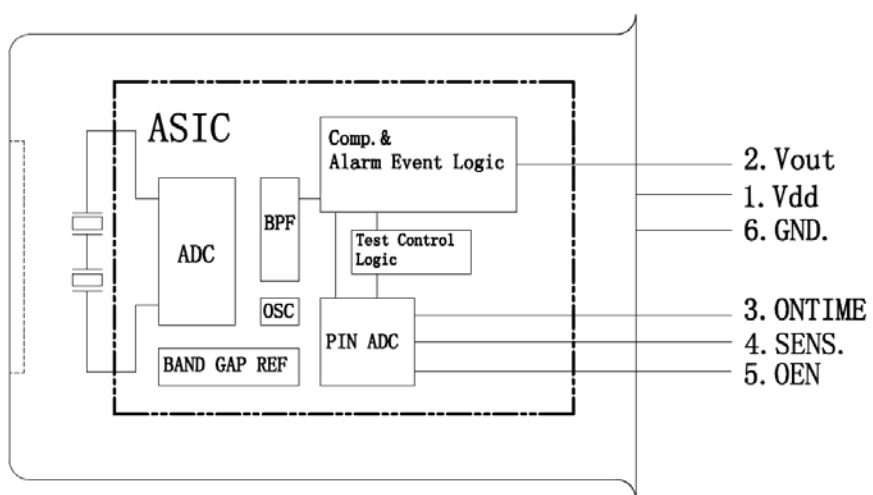 ASIC
Comp.&
Alarm Event Logic
ADC
BPF
Test Control
Logic
OSC
PIN ADC
BAND GAP REF
2. Vout
1. Vdd
6. GND.
3. ONTIME
4. SENS.
5. OEN